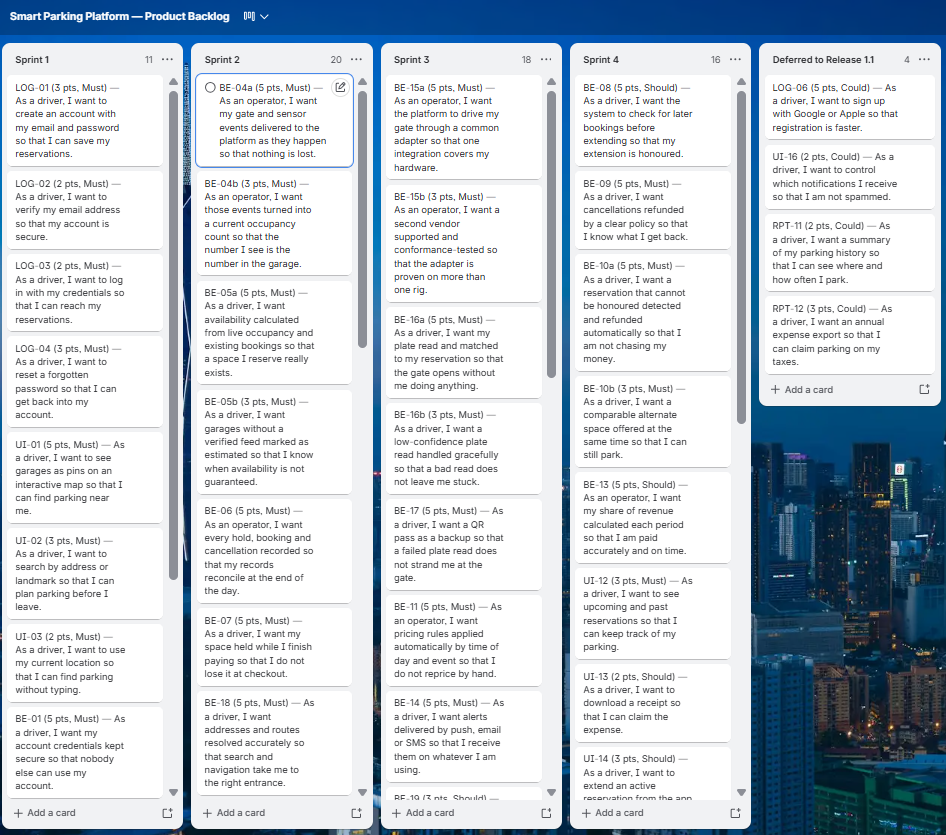 Smart Parking Platform — Product Backlog
Sprint 1
11
LOG-01 (3 pts, Must) —
As a driver, I want to
create an account with
my email and password
so that I can save my
reservations.
LOG-02 (2 pts, Must) —
As a driver, I want to
verify my email address
so that my account is
secure.
LOG-03 (2 pts, Must) —
As a driver, I want to log
in with my credentials so
that I can reach my
reservations.
LOG-04 (3 pts, Must) —
As a driver, I want to
reset a forgotten
password so that I can
get back into my
account.
UI-01 (5 pts, Must) — As
a driver, I want to see
garages as pins on an
interactive map so that I
can find parking near
me.
UI-02 (3 pts, Must) —
As a driver, I want to
search by address or
landmark so that I can
plan parking before I
leave.
UI-03 (2 pts, Must) —
As a driver, I want to use
my current location so
that I can find parking
without typing.
BE-01 (5 pts, Must) — As
a driver, I want my
account credentials kept
secure so that nobody
else can use my
account.
Add a card
Sprint 2
20
BE-04a (5 pts, Must) —
As an operator, I want
my gate and sensor
events delivered to the
platform as they happen
so that nothing is lost.
BE-04b (3 pts, Must) —
As an operator, I want
those events turned into
a current occupancy
count so that the
number I see is the
number in the garage.
BE-05a (5 pts, Must) —
As a driver, I want
availability calculated
from live occupancy and
existing bookings so that
a space I reserve really
exists.
BE-05b (3 pts, Must) —
As a driver, I want
garages without a
verified feed marked as
estimated so that I know
when availability is not
guaranteed.
BE-06 (5 pts, Must) —
As an operator, I want
every hold, booking and
cancellation recorded so
that my records
reconcile at the end of
the day.
BE-07 (5 pts, Must) —
As a driver, I want my
space held while I finish
paying so that I do not
lose it at checkout.
BE-18 (5 pts, Must) — As
a driver, I want
addresses and routes
resolved accurately so
that search and
navigation take me to
the right entrance.
Add a card
Sprint 3
18
BE-15a (5 pts, Must) —
As an operator, I want
the platform to drive my
gate through a common
adapter so that one
integration covers my
hardware.
BE-15b (3 pts, Must) —
As an operator, I want a
second vendor
supported and
conformance-tested so
that the adapter is
proven on more than
one rig.
BE-16a (5 pts, Must) —
As a driver, I want my
plate read and matched
to my reservation so that
the gate opens without
me doing anything.
BE-16b (3 pts, Must) —
As a driver, I want a
low-confidence plate
read handled gracefully
so that a bad read does
not leave me stuck.
BE-17 (5 pts, Must) — As
a driver, I want a QR
pass as a backup so that
a failed plate read does
not strand me at the
gate.
BE-11 (5 pts, Must) — As
an operator, I want
pricing rules applied
automatically by time of
day and event so that I
do not reprice by hand.
BE-14 (5 pts, Must) — As
a driver, I want alerts
delivered by push, email
or SMS so that I receive
them on whatever I am
using.
BE-19 (3 pts, Should) —
Add a card
Sprint 4
16
BE-08 (5 pts, Should) —
As a driver, I want the
system to check for later
bookings before
extending so that my
extension is honoured.
BE-09 (5 pts, Must) —
As a driver, I want
cancellations refunded
by a clear policy so that
I know what I get back.
BE-10a (5 pts, Must) —
As a driver, I want a
reservation that cannot
be honoured detected
and refunded
automatically so that I
am not chasing my
money.
BE-10b (3 pts, Must) —
As a driver, I want a
comparable alternate
space offered at the
same time so that I can
still park.
BE-13 (5 pts, Should) —
As an operator, I want
my share of revenue
calculated each period
so that I am paid
accurately and on time.
UI-12 (3 pts, Must) — As
a driver, I want to see
upcoming and past
reservations so that I
can keep track of my
parking.
UI-13 (2 pts, Should) —
As a driver, I want to
download a receipt so
that I can claim the
expense.
UI-14 (3 pts, Should) —
As a driver, I want to
extend an active
reservation from the app
Add a card
Deferred to Release 1.1
4
LOG-06 (5 pts, Could) — As
a driver, I want to sign up
with Google or Apple so that
registration is faster.
UI-16 (2 pts, Could) — As a
driver, I want to control
which notifications I receive
so that I am not spammed.
RPT-11 (2 pts, Could) — As
a driver, I want a summary
of my parking history so
that I can see where and
how often I park.
RPT-12 (3 pts, Could) — As
a driver, I want an annual
expense export so that I
can claim parking on my
taxes.
Add a card